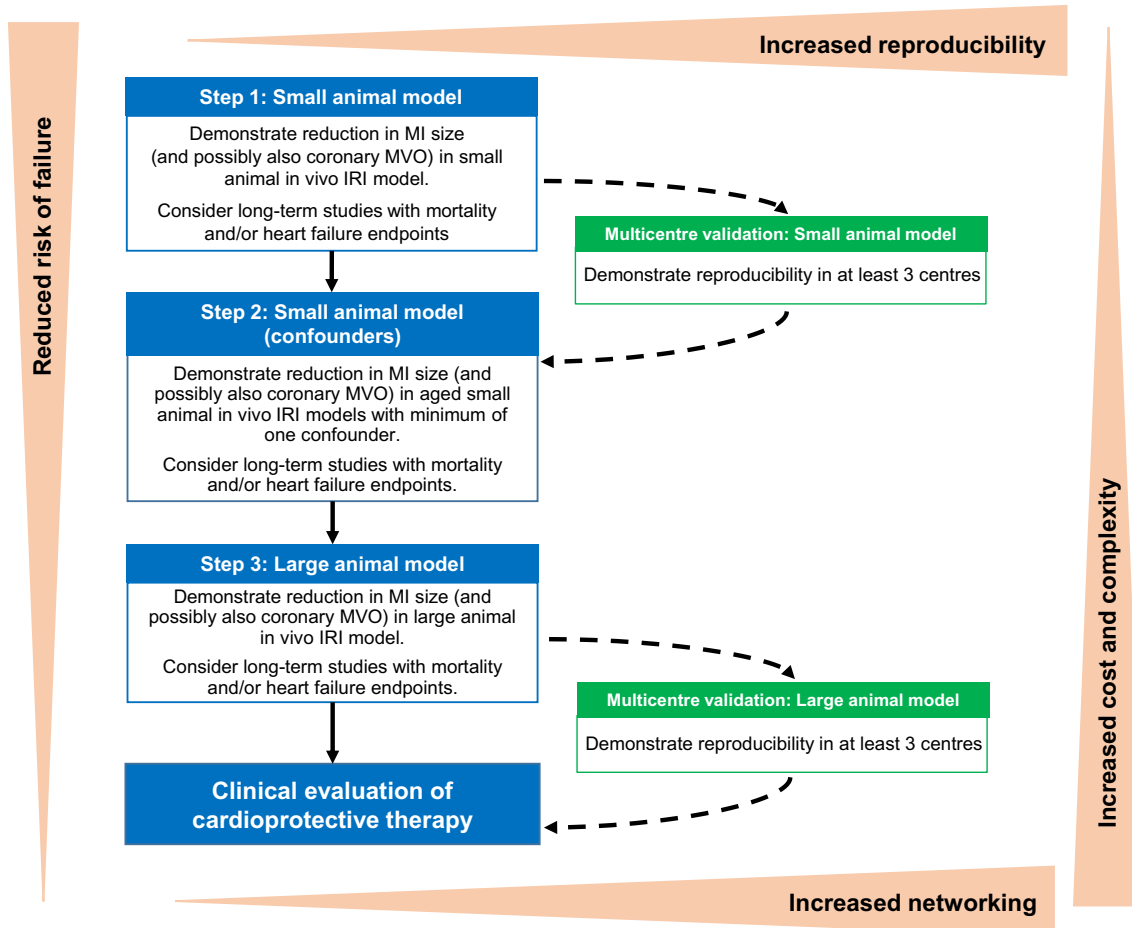 Increased reproducibility
Reduced risk of failure
Step 1: Small animal model
Demonstrate reduction in MI size
(and possibly also coronary MVO) in small
animal in vivo IRI model.
Consider long-term studies with mortality
and/or heart failure endpoints
Multicentre validation: Small animal model
Demonstrate reproducibility in at least 3 centres
Step 2: Small animal model
(confounders)
Demonstrate reduction in MI size (and
possibly also coronary MVO) in aged small
animal in vivo IRI models with minimum of
one confounder.
Consider long-term studies with mortality
and/or heart failure endpoints.
Step 3: Large animal model
Demonstrate reduction in MI size (and
possibly also coronary MVO) in large animal
in vivo IRI model.
Consider long-term studies with mortality
and/or heart failure endpoints.
Multicentre validation: Large animal model
Demonstrate reproducibility in at least 3 centres
Clinical evaluation of
cardioprotective therapy
Increased cost and complexity
Increased networking